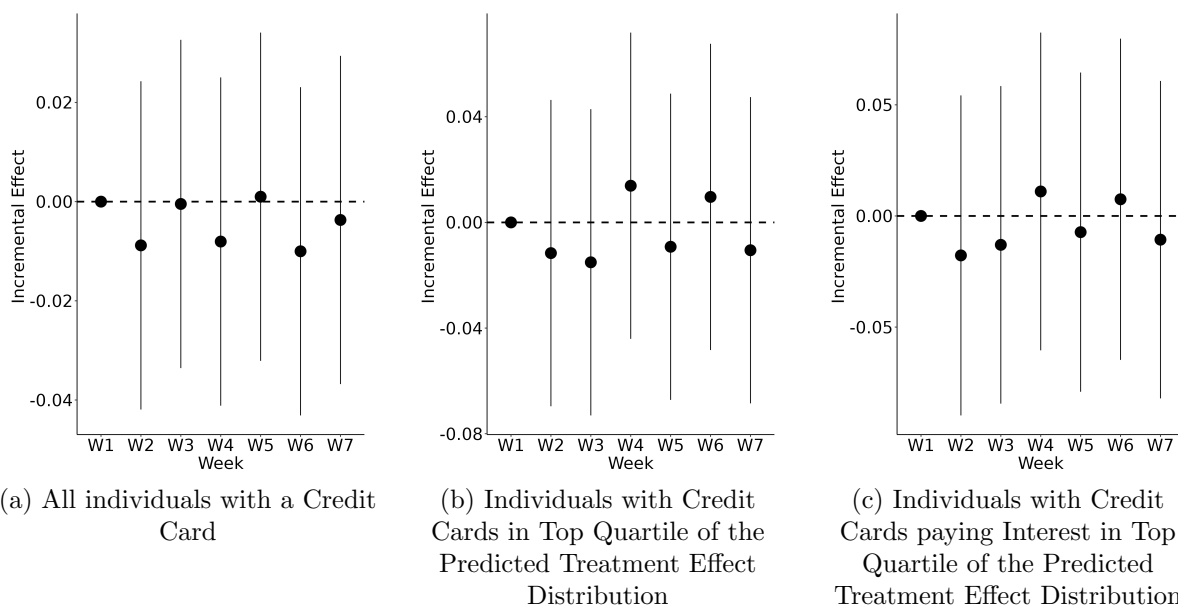 Incremental Effect
0.02
0.00
-0.02
-0.04
W1 W2 W3 W4 W5 W6 W7
Week
(a) All individuals with a Credit
Card
Incremental Effect
0.04
0.00
-0.04
-0.08
W1 W2 W3 W4 W5 W6 W7
Week
(b) Individuals with Credit
Cards in Top Quartile of the
Predicted Treatment Effect
Distribution
Incremental Effect
0.05
0.00
-0.05
W1 W2 W3 W4 W5 W6 W7
Week
(c) Individuals with Credit
Cards paying Interest in Top
Quartile of the Predicted
Treatment Effect Distribution